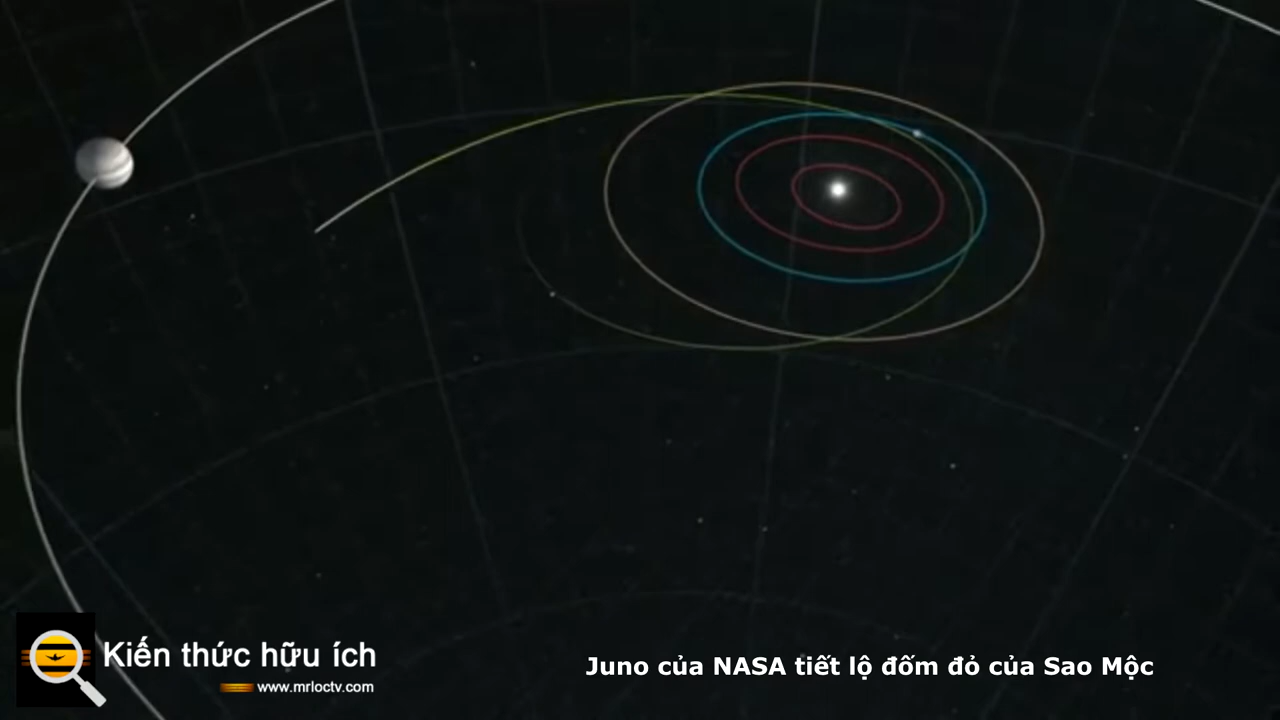 Kiến thức hữu ích
www.mrloctv.com
Juno của NASA tiết lộ đốm đỏ của Sao Mộc